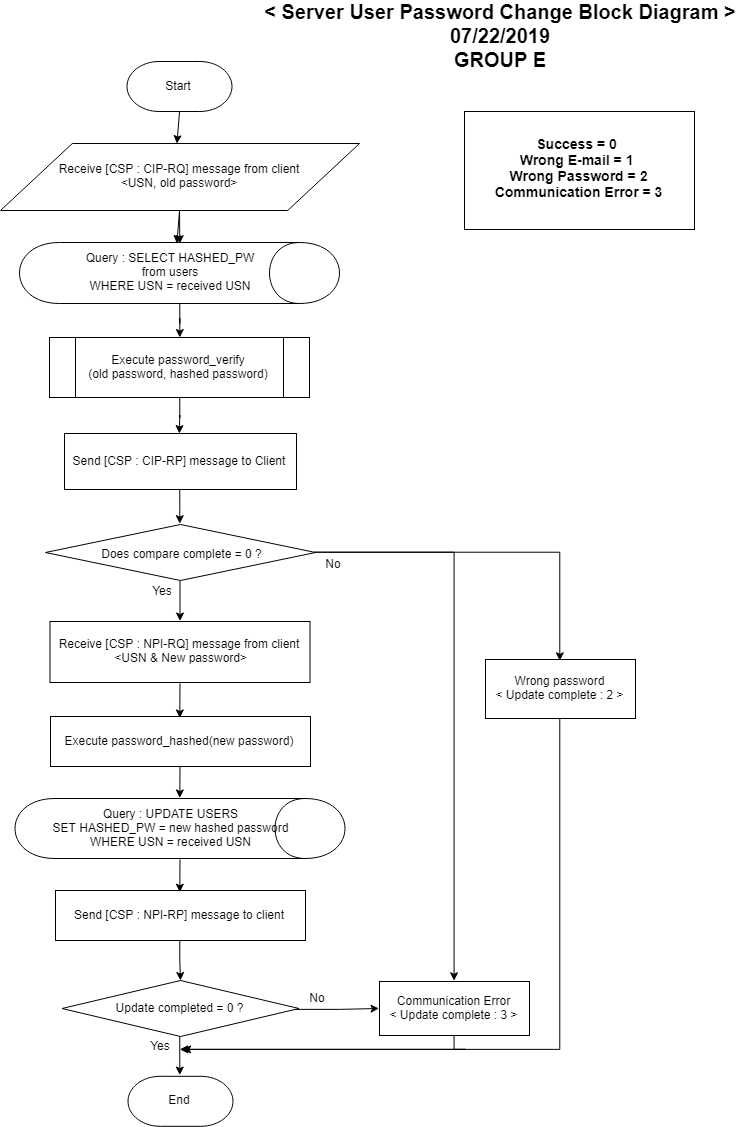 < Server User Password Change Block Diagram >
07/22/2019
GROUP E
Start
Success = 0
Wrong E-mail = 1
Wrong Password = 2
Communication Error = 3
Receive [CSP : CIP-RQ] message from client
<USN, old password>
Query : SELECT HASHED_PW
from users
WHERE USN = received USN
Execute password_verify
(old password, hashed password)
Send [CSP : CIP-RP] message to Client
Does compare complete = 0 ?
No
Yes
Receive [CSP : NPI-RQ] message from client
<USN & New password>
Wrong password
< Update complete : 2 >
Execute password_hashed(new password)
Query : UPDATE USERS
SET HASHED_PW = new hashed password
WHERE USN = received USN
Send [CSP : NPI-RP] message to client
Update completed = 0 ?
No
Communication Error
< Update complete : 3 >
Yes
End